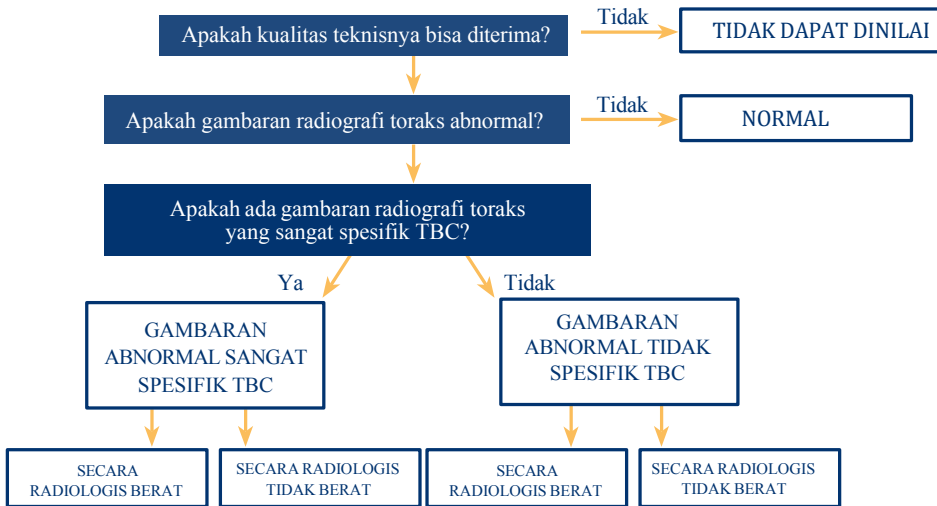 Apakah kualitas teknisnya bisa diterima?
Tidak
TIDAK DAPAT DINILAI
Apakah gambaran radiografi toraks abnormal?
Tidak
NORMAL
Apakah ada gambaran radiografi toraks
yang sangat spesifik TBC?
Ya
Tidak
GAMBARAN
ABNORMAL SANGAT
SPESIFIK TBC
GAMBARAN
ABNORMAL TIDAK
SPESIFIK TBC
SECARA
RADIOLOGIS BERAT
SECARA RADIOLOGIS
TIDAK BERAT
SECARA
RADIOLOGIS BERAT
SECARA RADIOLOGIS
TIDAK BERAT